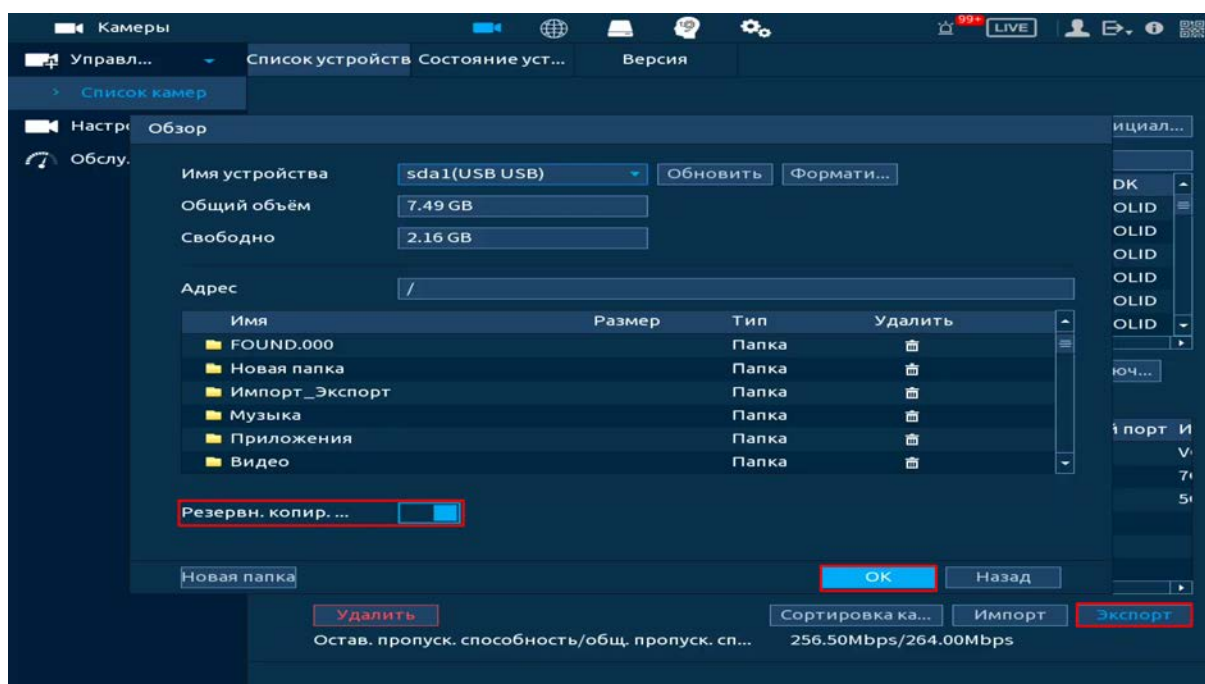 Камеры 99+ LIVE
Управл... Список устройств Состояние уст... Версия
Список камер
Обзор ициал...
Обслу.
Имя устройства sda1(USB USB) Обновить Формати...
Общий объём 7.49 GB
Свободно 2.16 GB
Адрес /
Имя Размер Тип Удалить
FOUND.000 Папка
Новая папка Папка
Импорт_Экспорт Папка
Музыка Папка
Приложения Папка
Видео Папка
Резервн. копир. ...
Новая папка OK Назад
DK
OLID
OLID
OLID
OLID
OLID
OLID
юч...
й порт
Удалить Сортировка ка... Импорт Экспорт
Остав. пропуск. способность/общ. пропуск. сп... 256.50Mbps/264.00Mbps